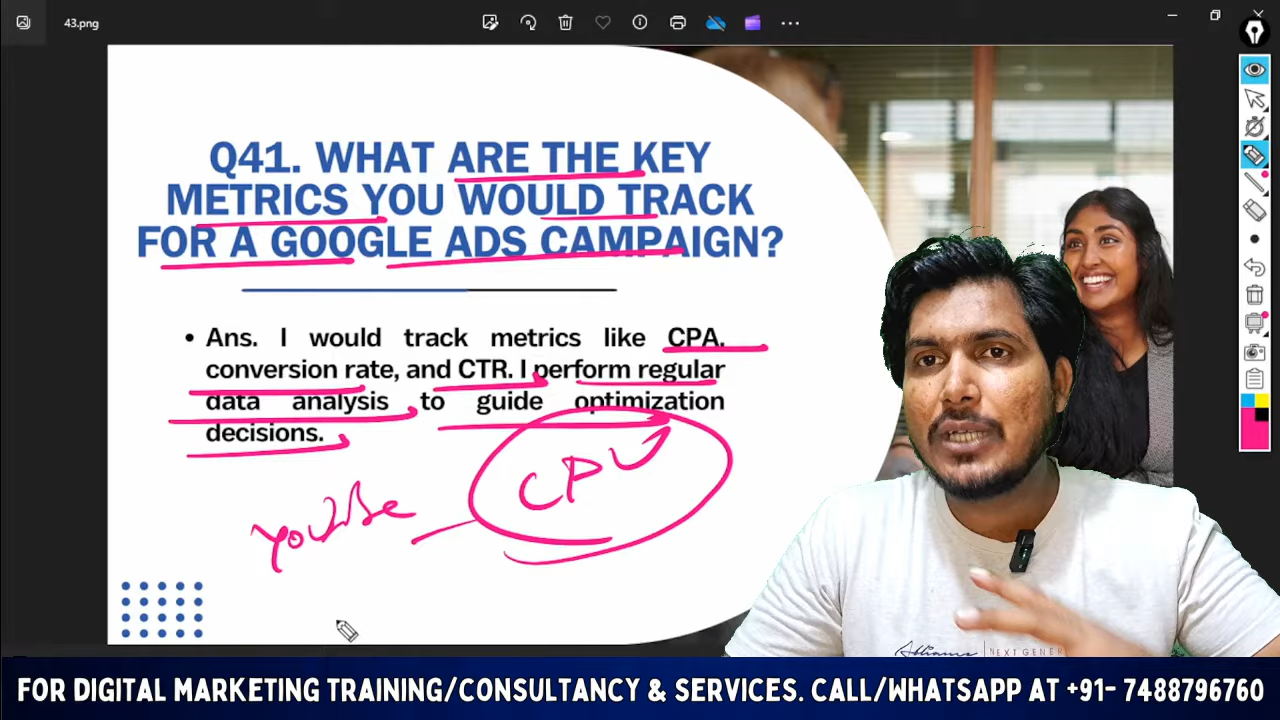 43.png
Q41. WHAT ARE THE KEY
METRICS YOU WOULD TRACK
FOR A GOOGLE ADS CAMPAIGN?
• Ans. I would track metrics like CPA.
conversion rate, and CTR. I perform regular
data analysis to guide optimization
decisions.
CPV
YouTube
NEXT GENER
FOR DIGITAL MARKETING TRAINING/CONSULTANCY & SERVICES. CALL/WHATSAPP AT +91- 7488796760